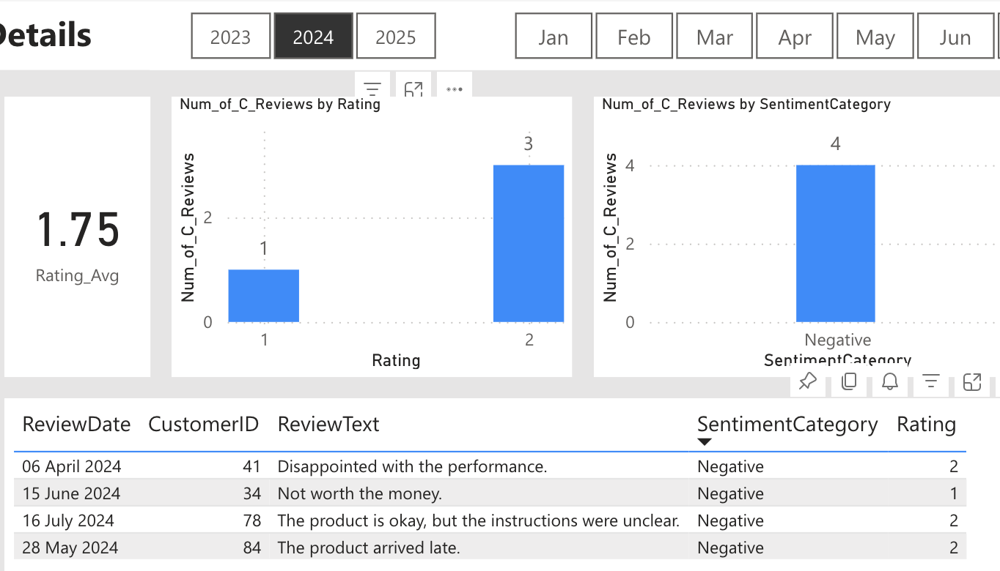 Details
2023 2024 2025 Jan Feb Mar Apr May Jun
1.75
Rating_Avg
Num_of_C_Reviews by Rating
Num_of_C_Reviews
2
0
1
3
1 2
Rating
Num_of_C_Reviews by SentimentCategory
Num_of_C_Reviews
4
2
0
4
Negative
SentimentCategory
ReviewDate CustomerID ReviewText SentimentCategory Rating
06 April 2024 41 Disappointed with the performance. Negative 2
15 June 2024 34 Not worth the money. Negative 1
16 July 2024 78 The product is okay, but the instructions were unclear. Negative 2
28 May 2024 84 The product arrived late. Negative 2